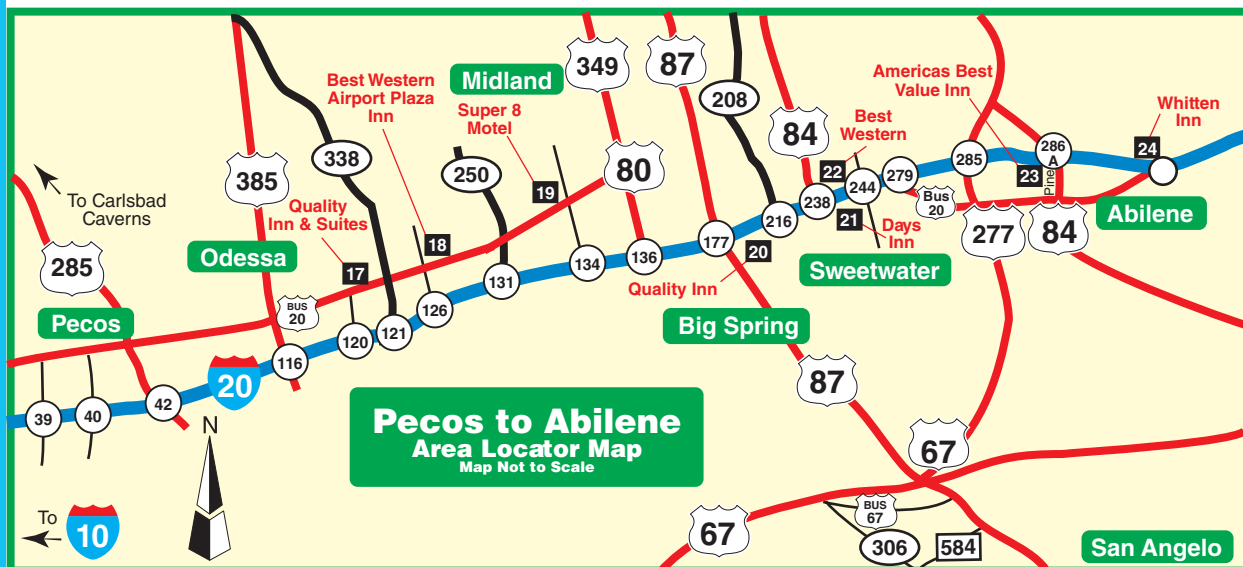 349
87
208
84
Midland
Best Western
Airport Plaza
Inn
Super 8
Motel
Americas Best
Value Inn
Whitten
Inn
Best
Western
338
385
250
80
To Carlsbad
Caverns
Quality
Inn & Suites
17
18
19
20
21
22
23
24
285
286
A
Pine
279
244
238
216
177
136
134
131
126
121
120
116
42
40
39
Bus
20
Abilene
Days
Inn
277
84
Odessa
285
BUS
20
Quality Inn
Sweetwater
Pecos
Big Spring
20
87
Pecos to Abilene
Area Locator Map
Map Not to Scale
N
67
To
10
67
BUS
67
306
584
San Angelo